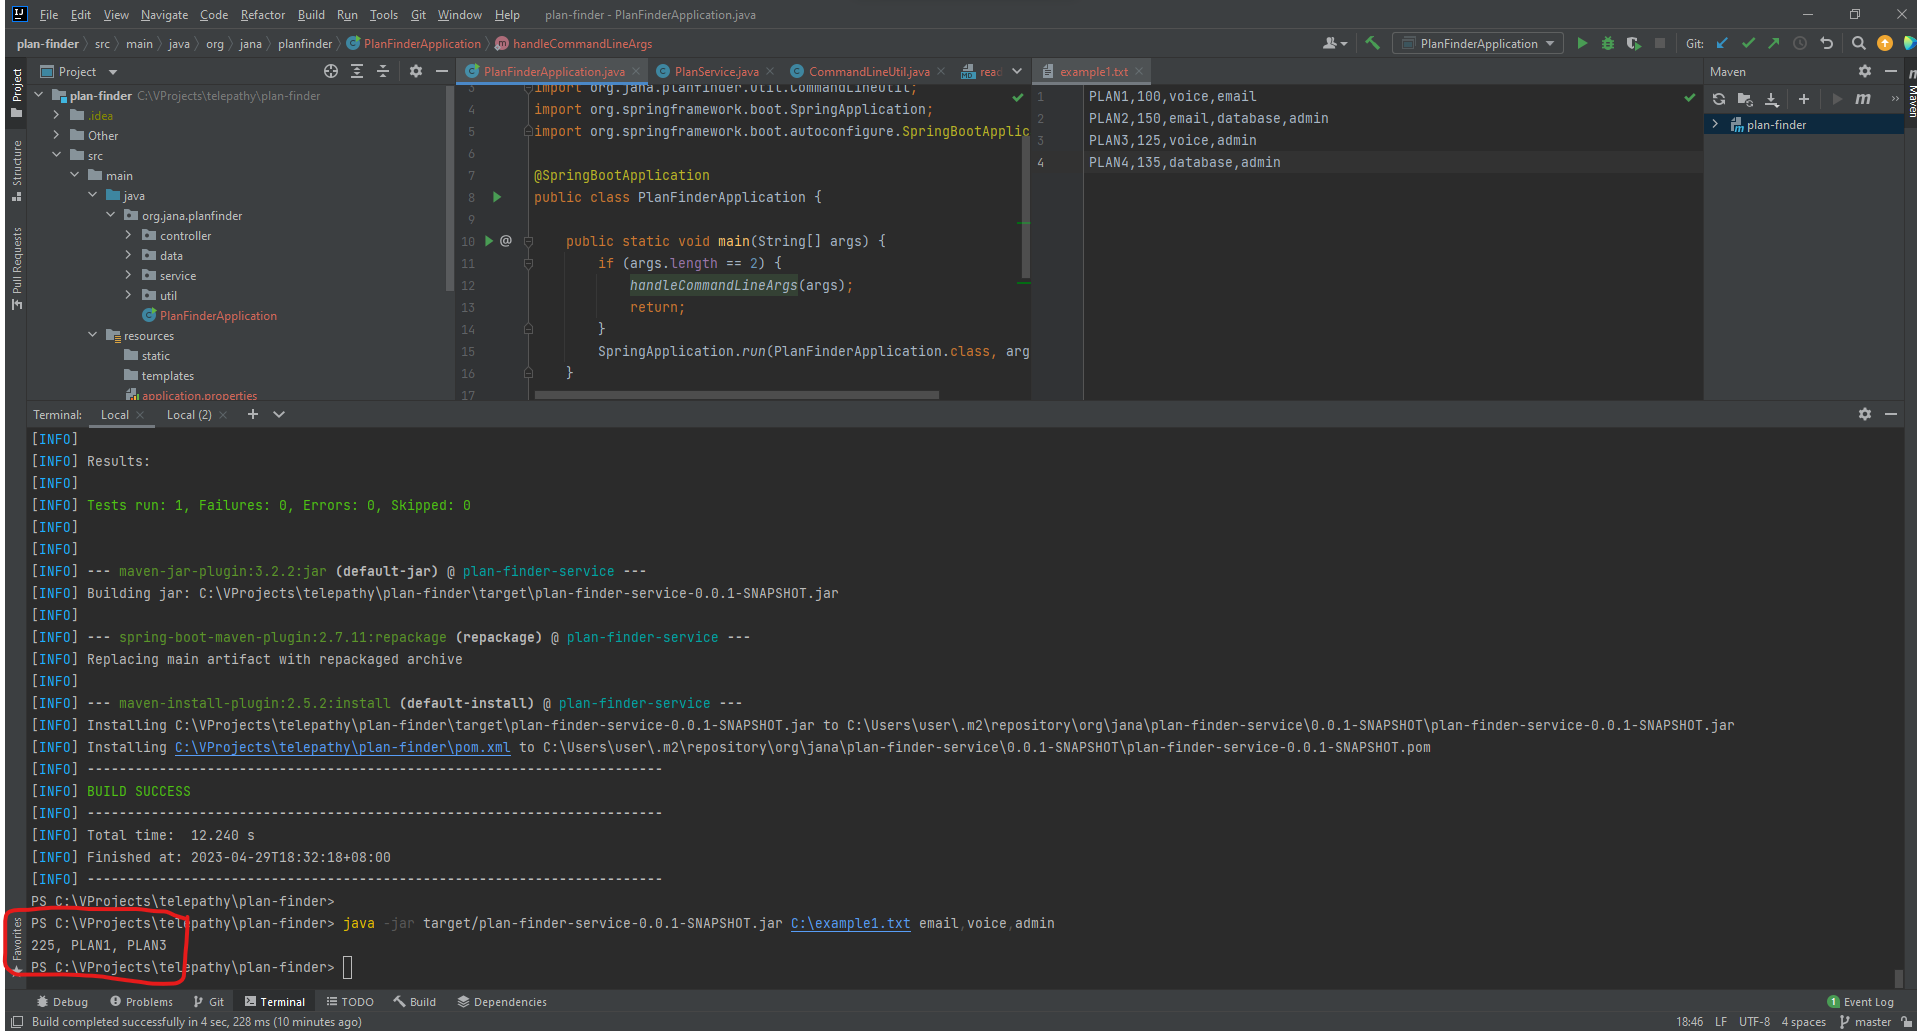 File Edit View Navigate Code Refactor Build Run Tools Git Window Help plan-finder - PlanFinderApplication.java
plan-finder src main java org jana planfinder PlanFinderApplication handleCommandLineArgs PlanFinderApplication Git:
Project
PlanFinderApplication.java PlanService.java CommandLineUtil.java read example1.txt Maven
plan-finder C:\VProjects\telepathy\plan-finder
.idea
Other
src
main
java
org.jana.planfinder
controller
data
service
util
PlanFinderApplication
resources
static
templates
application.properties
3 import org.jana.planfinder.util.CommandLineUtil;
4 import org.springframework.boot.SpringApplication;
5 import org.springframework.boot.autoconfigure.SpringBootApplic
6
7 @SpringBootApplication
8 public class PlanFinderApplication {
9
10 public static void main(String[] args) {
11 if (args.length == 2) {
12 handleCommandLineArgs(args);
13 return;
14 }
15 SpringApplication.run(PlanFinderApplication.class, arg
16 }
17
1 PLAN1,100,voice,email
2 PLAN2,150,email,database,admin
3 PLAN3,125,voice,admin
4 PLAN4,135,database,admin
plan-finder
Project
Structure
Pull Requests
Favorites
Maven
Terminal: Local Local (2)
[INFO]
[INFO] Results:
[INFO]
[INFO] Tests run: 1, Failures: 0, Errors: 0, Skipped: 0
[INFO]
[INFO]
[INFO] --- maven-jar-plugin:3.2.2:jar (default-jar) @ plan-finder-service ---
[INFO] Building jar: C:\VProjects\telepathy\plan-finder\target\plan-finder-service-0.0.1-SNAPSHOT.jar
[INFO]
[INFO] --- spring-boot-maven-plugin:2.7.11:repackage (repackage) @ plan-finder-service ---
[INFO] Replacing main artifact with repackaged archive
[INFO]
[INFO] --- maven-install-plugin:2.5.2:install (default-install) @ plan-finder-service ---
[INFO] Installing C:\VProjects\telepathy\plan-finder\target\plan-finder-service-0.0.1-SNAPSHOT.jar to C:\Users\user\.m2\repository\org\jana\plan-finder-service\0.0.1-SNAPSHOT\plan-finder-service-0.0.1-SNAPSHOT.jar
[INFO] Installing C:\VProjects\telepathy\plan-finder\pom.xml to C:\Users\user\.m2\repository\org\jana\plan-finder-service\0.0.1-SNAPSHOT\plan-finder-service-0.0.1-SNAPSHOT.pom
[INFO] ------------------------------------------------------------------------
[INFO] BUILD SUCCESS
[INFO] ------------------------------------------------------------------------
[INFO] Total time:  12.240 s
[INFO] Finished at: 2023-04-29T18:32:18+08:00
[INFO] ------------------------------------------------------------------------
PS C:\VProjects\telepathy\plan-finder>
PS C:\VProjects\telepathy\plan-finder> java -jar target/plan-finder-service-0.0.1-SNAPSHOT.jar C:\example1.txt email,voice,admin
225, PLAN1, PLAN3
PS C:\VProjects\telepathy\plan-finder>
Debug Problems Git Terminal TODO Build Dependencies 1 Event Log
Build completed successfully in 4 sec, 228 ms (10 minutes ago) 18:46 LF UTF-8 4 spaces master